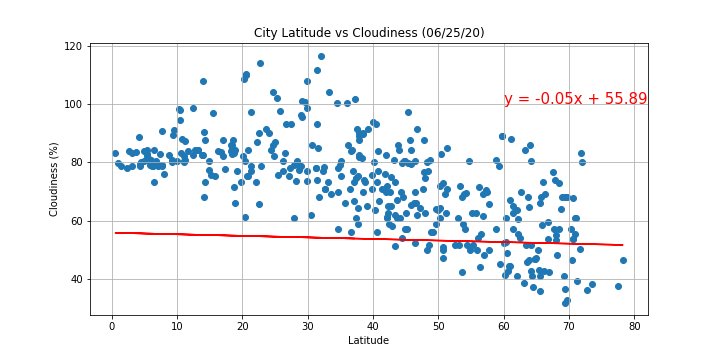 City Latitude vs Cloudiness (06/25/20)
120
100
80
60
40
Cloudiness (%)
y = -0.05x + 55.89
0 10 20 30 40 50 60 70 80
Latitude